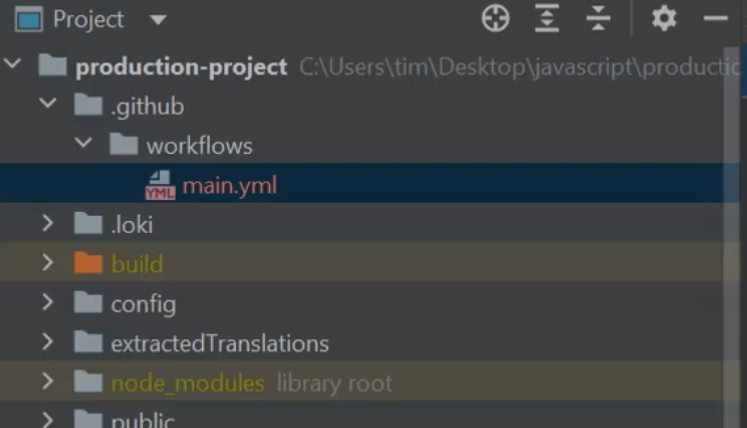 Project
production-project C:\Users\tim\Desktop\javascript\productic
.github
workflows
YML main.yml
.loki
build
config
extractedTranslations
node_modules library root
public